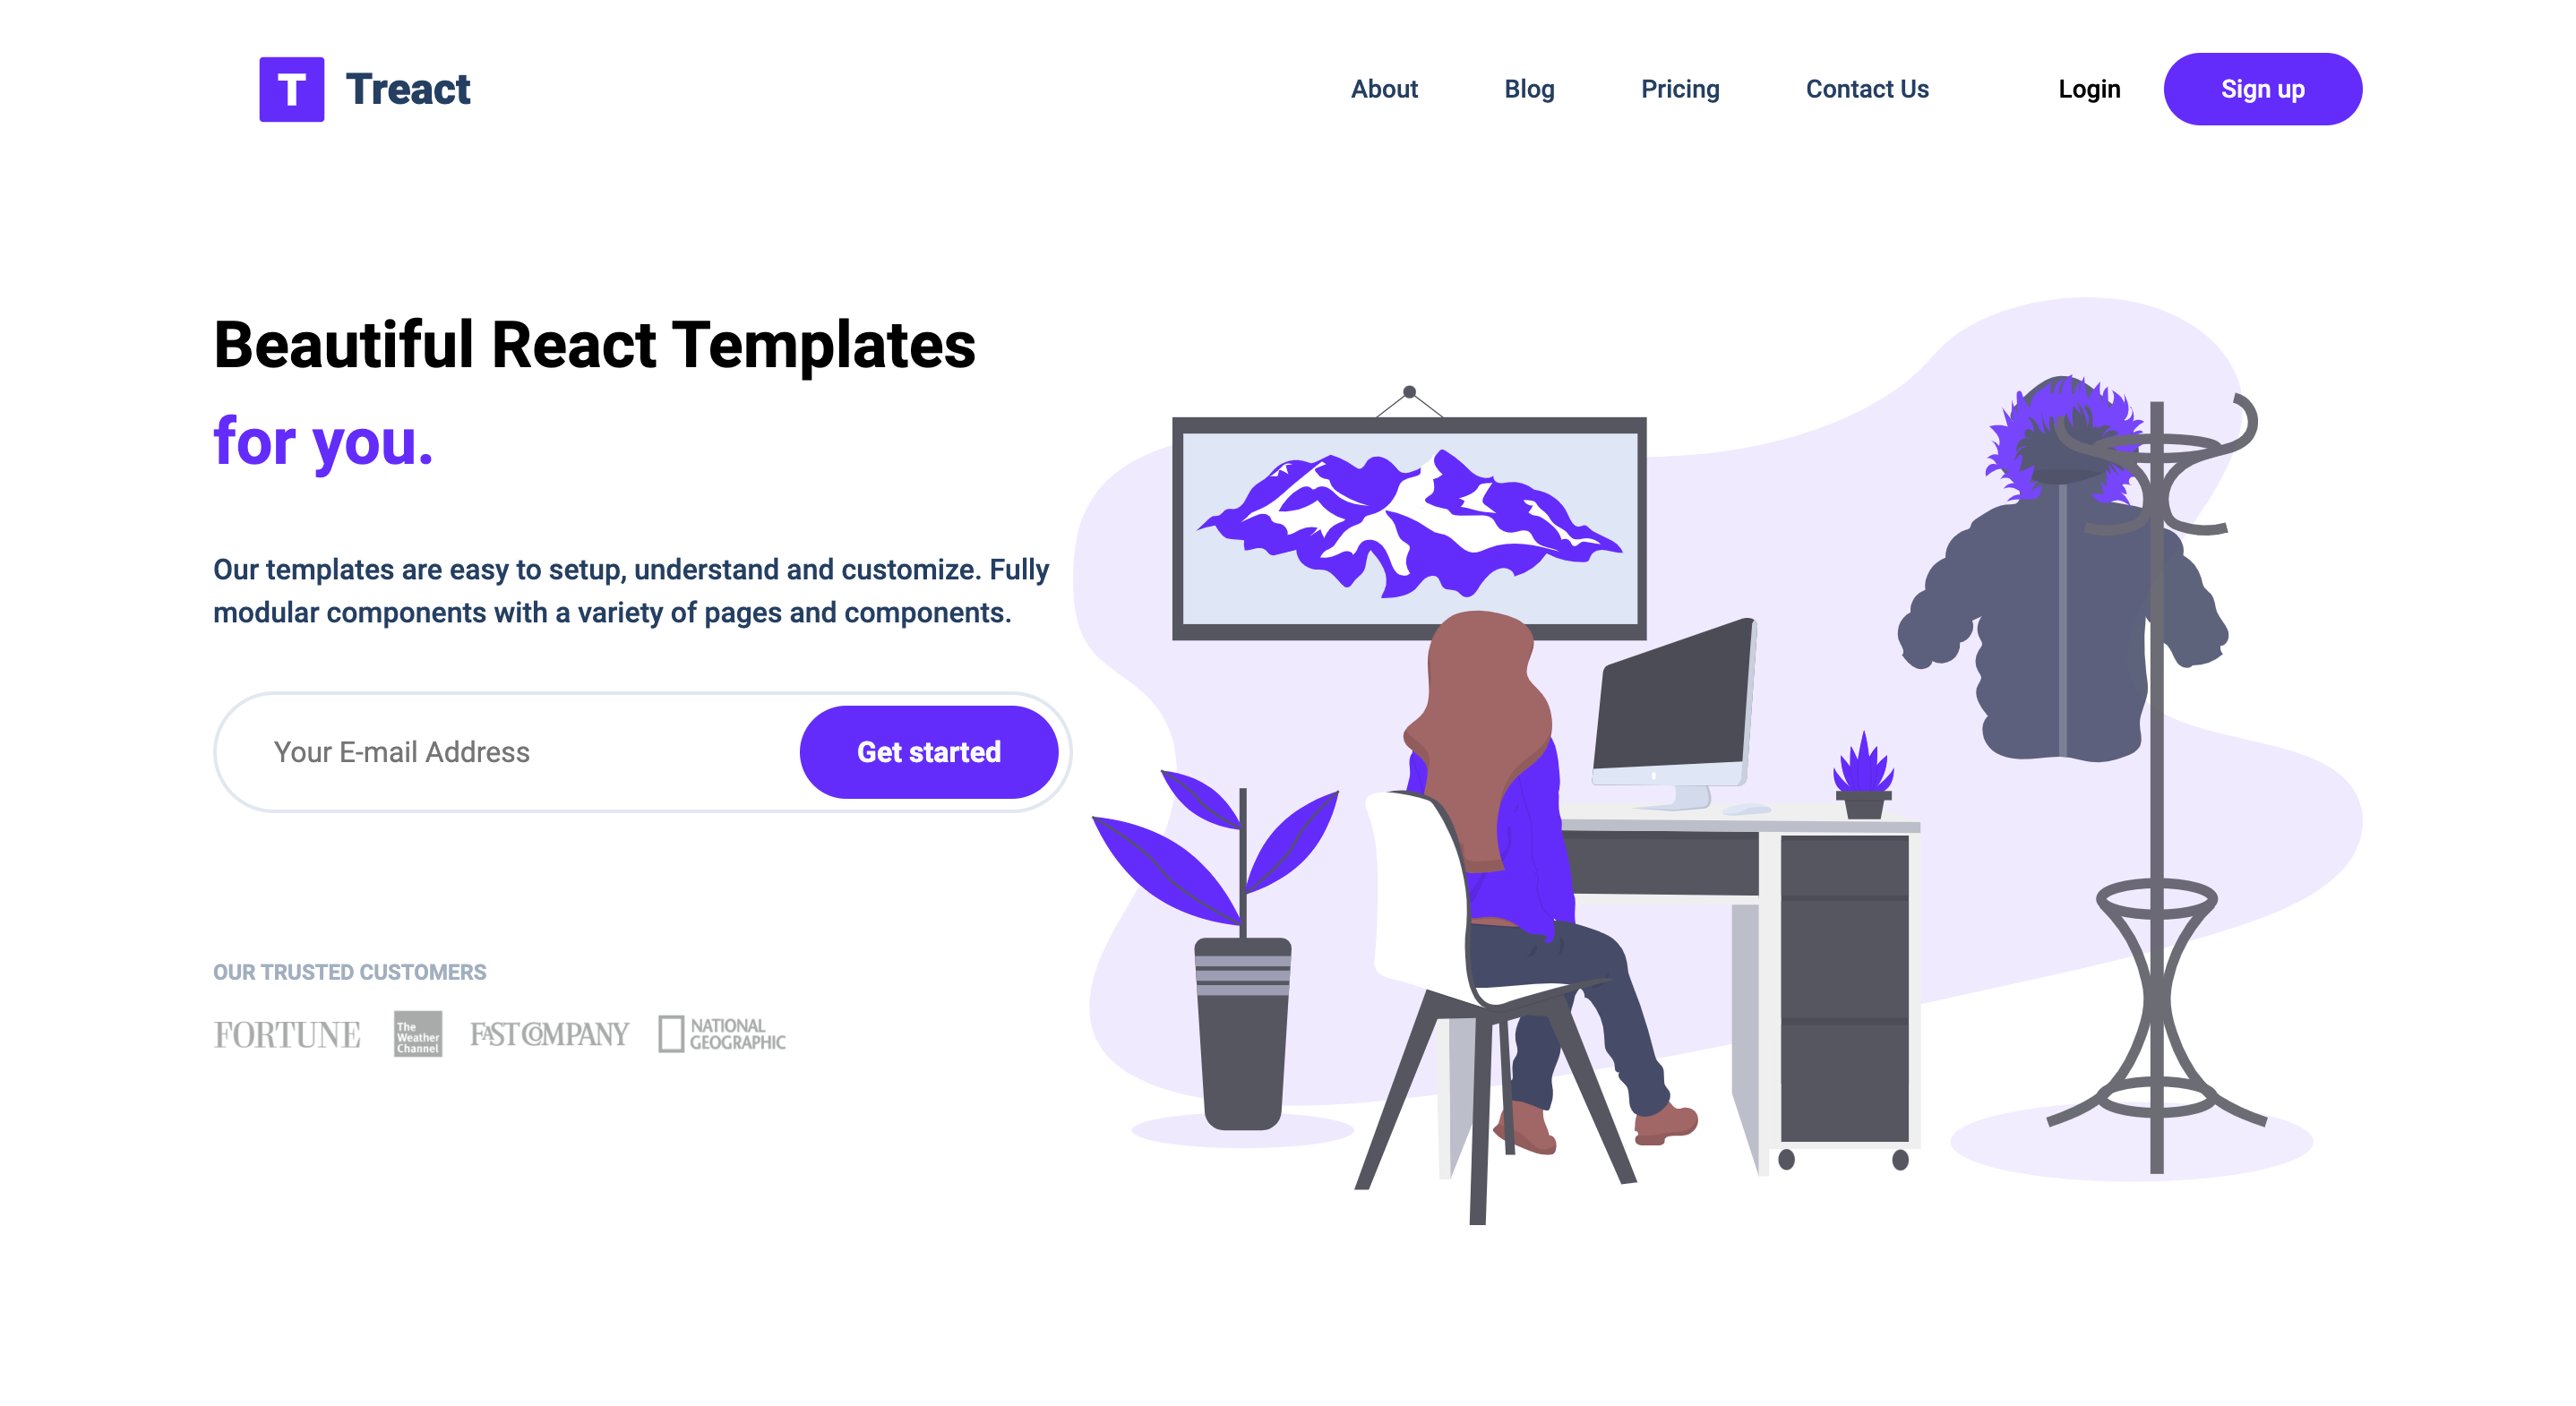 T Treact
About Blog Pricing Contact Us Login Sign up
Beautiful React Templates
for you.
Our templates are easy to setup, understand and customize. Fully
modular components with a variety of pages and components.
Your E-mail Address
Get started
OUR TRUSTED CUSTOMERS
FORTUNE
The
Weather
Channel
FAST COMPANY
NATIONAL
GEOGRAPHIC